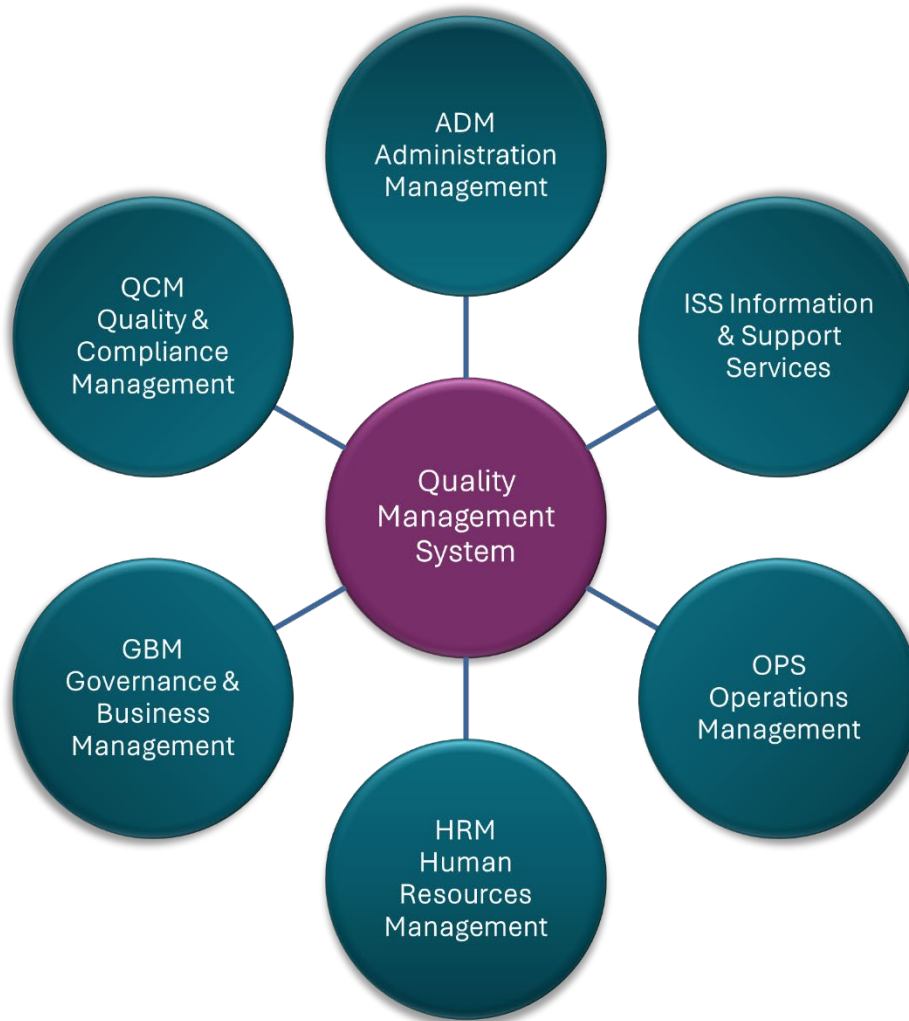 ADM
Administration
Management
QCM
Quality &
Compliance
Management
ISS Information
& Support
Services
Quality
Management
System
GBM
Governance &
Business
Management
OPS
Operations
Management
HRM
Human
Resources
Management